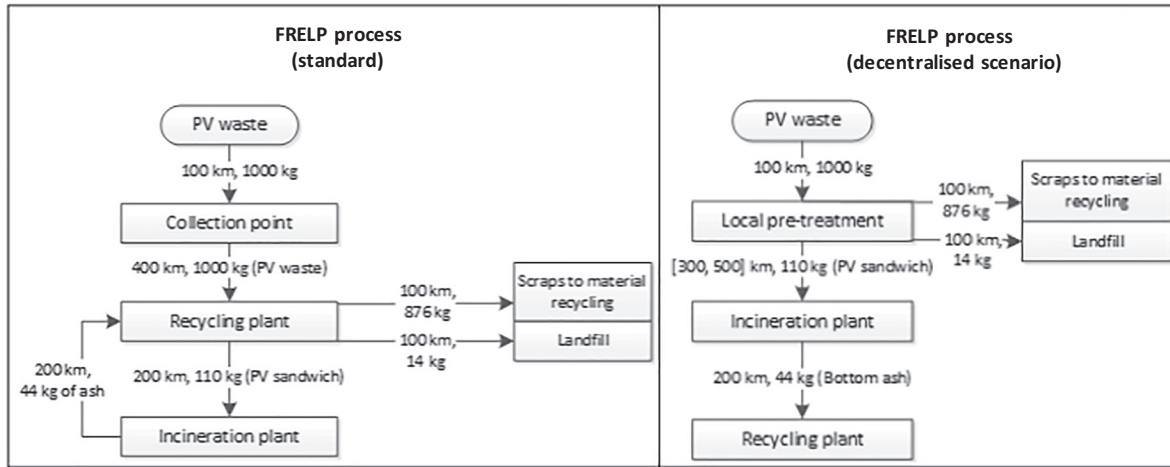 FRELP process
(standard)
PV waste
100 km, 1000 kg
Collection point
400 km, 1000 kg (PV waste)
Recycling plant
100 km,
876 kg
Scraps to material
recycling
100 km,
14 kg
Landfill
200 km,
44 kg of ash
200 km, 110 kg (PV sandwich)
Incineration plant
FRELP process
(decentralised scenario)
PV waste
100 km, 1000 kg
Local pre-treatment
100 km,
876 kg
Scraps to material
recycling
100 km,
14 kg
Landfill
[300, 500] km, 110 kg (PV sandwich)
Incineration plant
200 km, 44 kg (Bottom ash)
Recycling plant